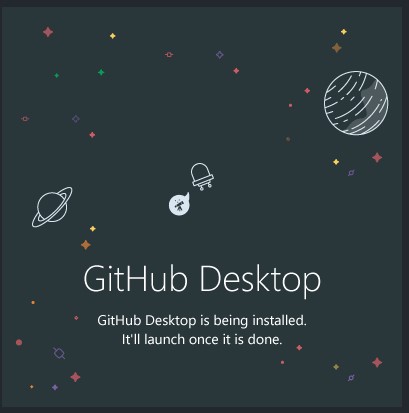 GitHub Desktop
GitHub Desktop is being installed.
It'll launch once it is done.